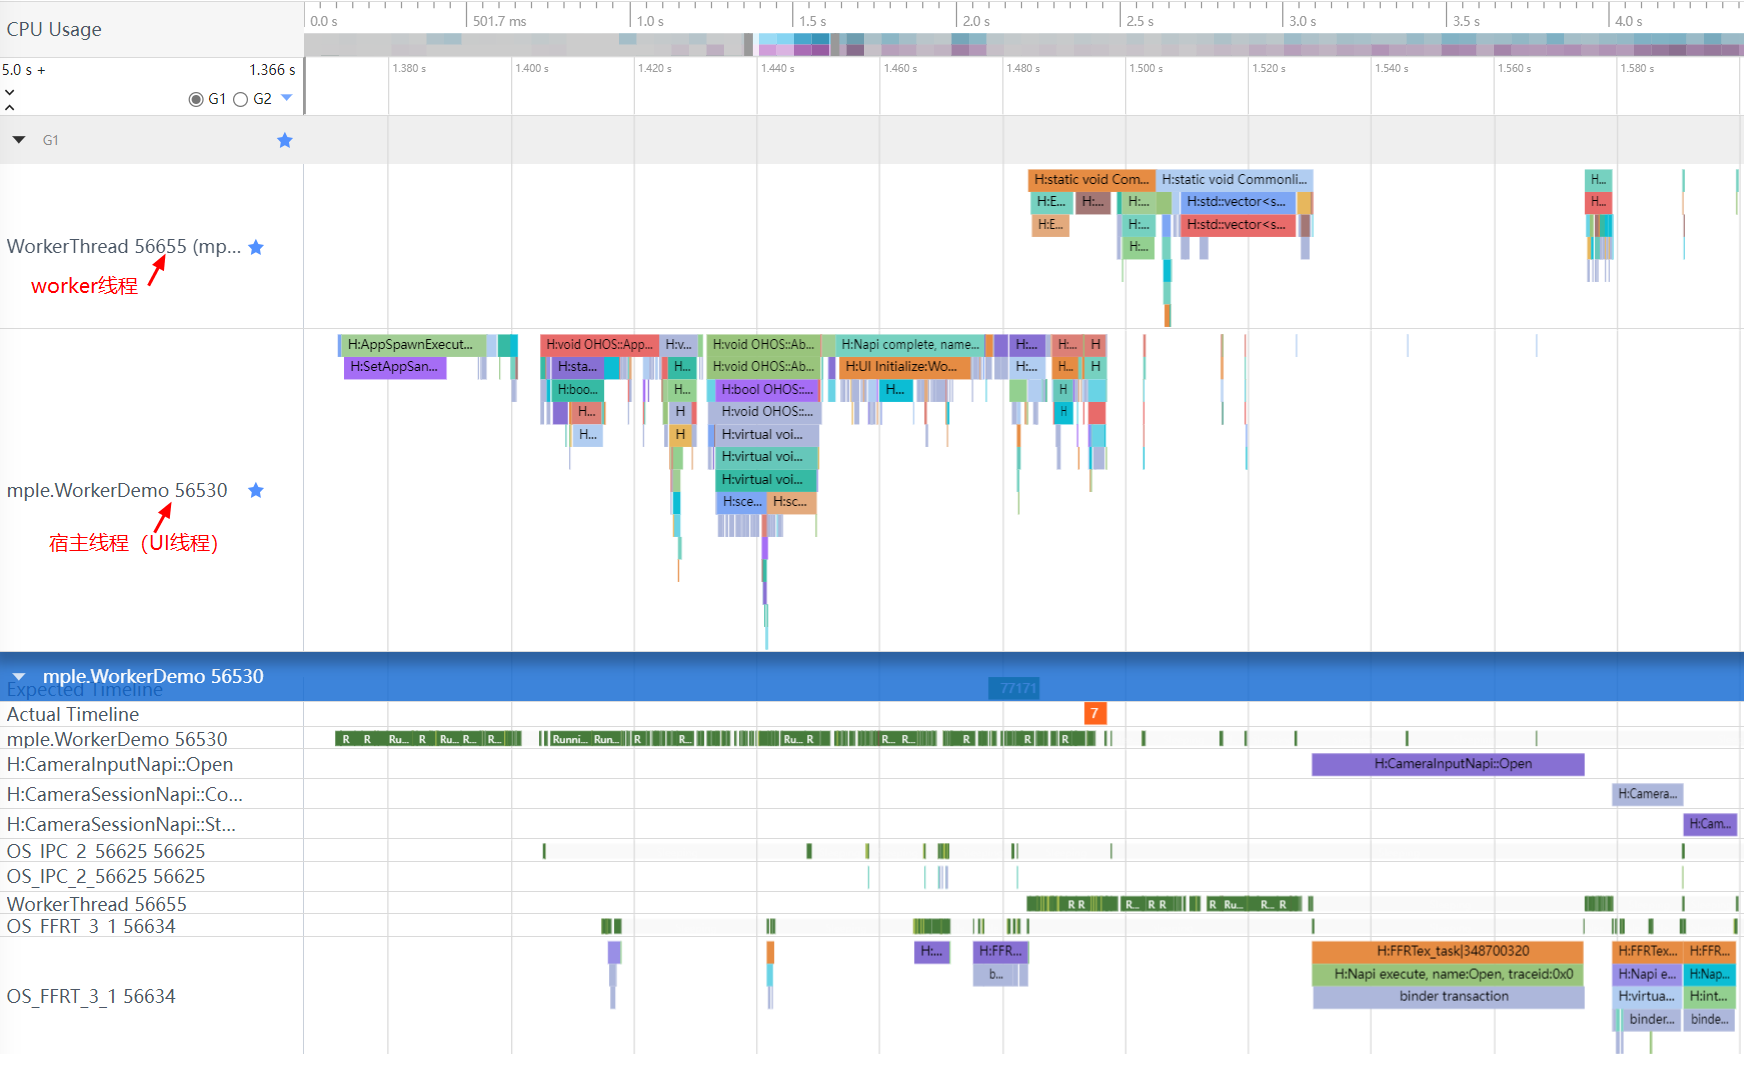 CPU Usage
0.0 s
501.7 ms
1.0 s
1.5 s
2.0 s
2.5 s
3.0 s
3.5 s
4.0 s
5.0 s +
1.366 s
1.380 s
1.400 s
1.420 s
1.440 s
1.460 s
1.480 s
1.500 s
1.520 s
1.540 s
1.560 s
1.580 s
G1
G2
G1
H:static void Com...
H:static void Commonli...
H...
H:E...
H:...
H:...
H:std::vector<s...
H...
H:E...
H:...
H:std::vector<s...
H:...
WorkerThread 56655 (mp...
worker线程
H:AppSpawnExecut...
H:void OHOS::App...
H:v...
H:void OHOS::Ab...
H:Napi complete, name...
H:...
H:...
H
H:SetAppSan...
H:sta...
H...
H:void OHOS::Ab...
H:UI Initialize:Wo...
H:...
H...
H
H:boo...
H...
H:bool OHOS::...
H...
H
H...
H
H:void OHOS::...
H
H...
H
H:virtual voi...
H:virtual voi...
H:virtual voi...
H:sce...
H:sc...
mple.WorkerDemo 56530
宿主线程（UI线程）
mple.WorkerDemo 56530
Expected Timeline
77171
Actual Timeline
7
mple.WorkerDemo 56530
R
R
Ru...
R
Ru...
R...
R...
Runni...
Run...
R
R...
Ru...
R
R...
R...
R
R
R
H:CameraInputNapi::Open
H:CameraInputNapi::Open
H:CameraSessionNapi::Co...
H:Camera...
H:CameraSessionNapi::St...
H:Cam...
OS_IPC_2_56625 56625
OS_IPC_2_56625 56625
WorkerThread 56655
R R
R...
R R
R
Ru...
R...
R
OS_FFRT_3_1 56634
H:...
H:FFR...
H:FFRTex_task|348700320
H:FFRTex...
H:FFR...
b...
H:Napi execute, name:Open, traceid:0x0
H:Napi e...
H:Nap...
OS_FFRT_3_1 56634
binder transaction
H:virtua...
H:int...
binder...
binde...